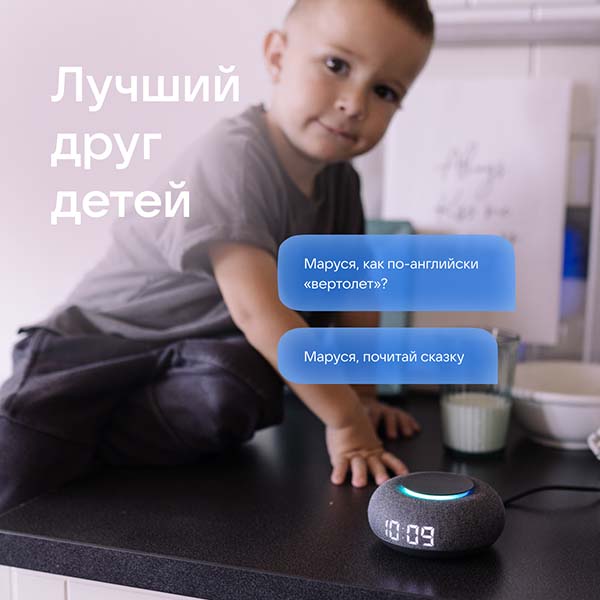 Лучший
друг
детей
Маруся, как по-английски
«вертолет»?
Маруся, почитай сказку
10:09